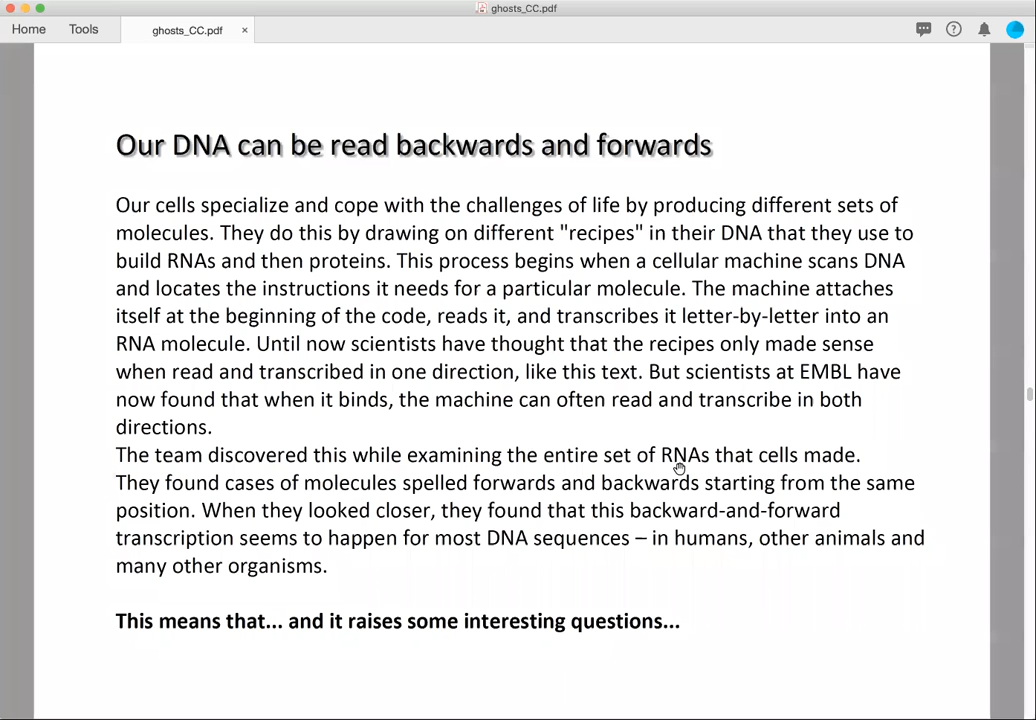 ghosts_CC.pdf
Home Tools ghosts_CC.pdf ×
Our DNA can be read backwards and forwards
Our cells specialize and cope with the challenges of life by producing different sets of
molecules. They do this by drawing on different "recipes" in their DNA that they use to
build RNAs and then proteins. This process begins when a cellular machine scans DNA
and locates the instructions it needs for a particular molecule. The machine attaches
itself at the beginning of the code, reads it, and transcribes it letter-by-letter into an
RNA molecule. Until now scientists have thought that the recipes only made sense
when read and transcribed in one direction, like this text. But scientists at EMBL have
now found that when it binds, the machine can often read and transcribe in both
directions.
The team discovered this while examining the entire set of RNAs that cells made.
They found cases of molecules spelled forwards and backwards starting from the same
position. When they looked closer, they found that this backward-and-forward
transcription seems to happen for most DNA sequences – in humans, other animals and
many other organisms.
This means that... and it raises some interesting questions...